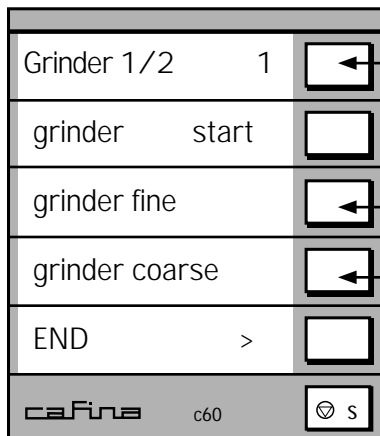 Grinder 1/2 1
grinder start
grinder fine
grinder coarse
END >
cafina c60 S